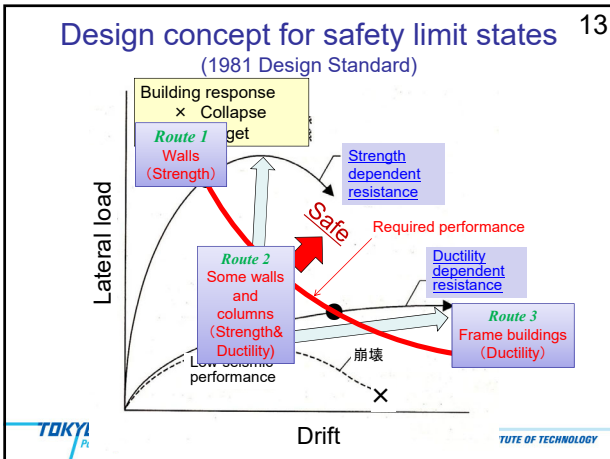 13
Design concept for safety limit states
(1981 Design Standard)
Building response
× Collapse
get
Route 1
Walls
（Strength）
Strength
dependent
resistance
Safe
Required performance
Route 2
Some walls
and
columns
（Strength&
Ductility）
Ductility
dependent
resistance
Route 3
Frame buildings
（Ductility）
Low seismic
performance
崩壊
×
Lateral load
Drift
TUTE OF TECHNOLOGY